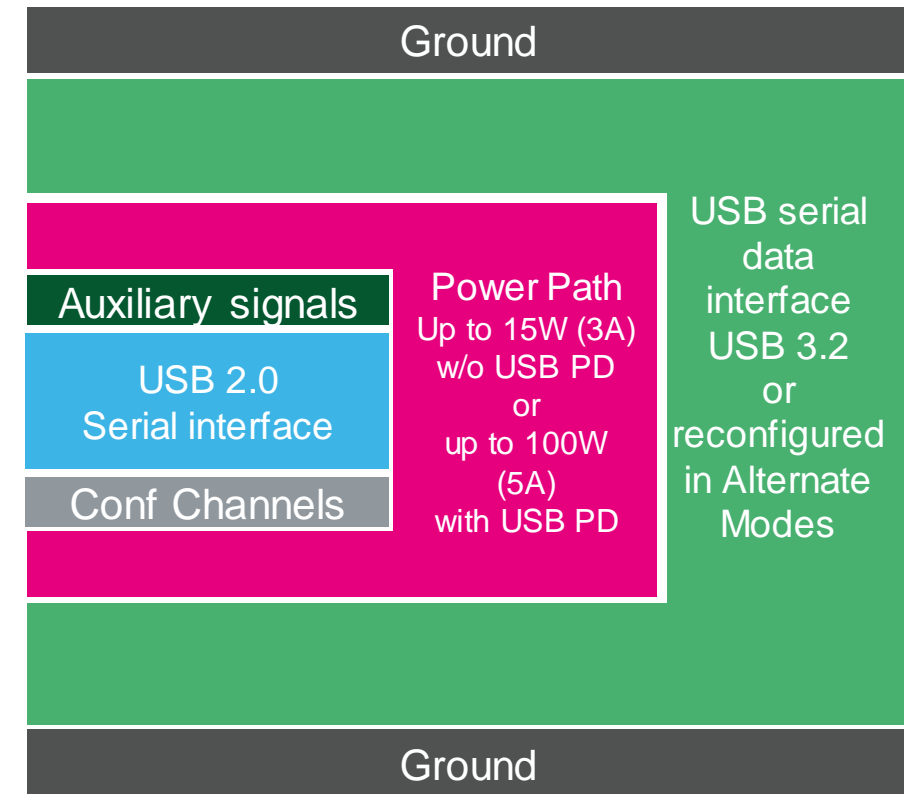 Ground
Auxiliary signals
USB 2.0
Serial interface
Conf Channels
Power Path
Up to 15W (3A)
w/o USB PD
or
up to 100W
(5A)
with USB PD
USB serial
data
interface
USB 3.2
or
reconfigured
in Alternate
Modes
Ground